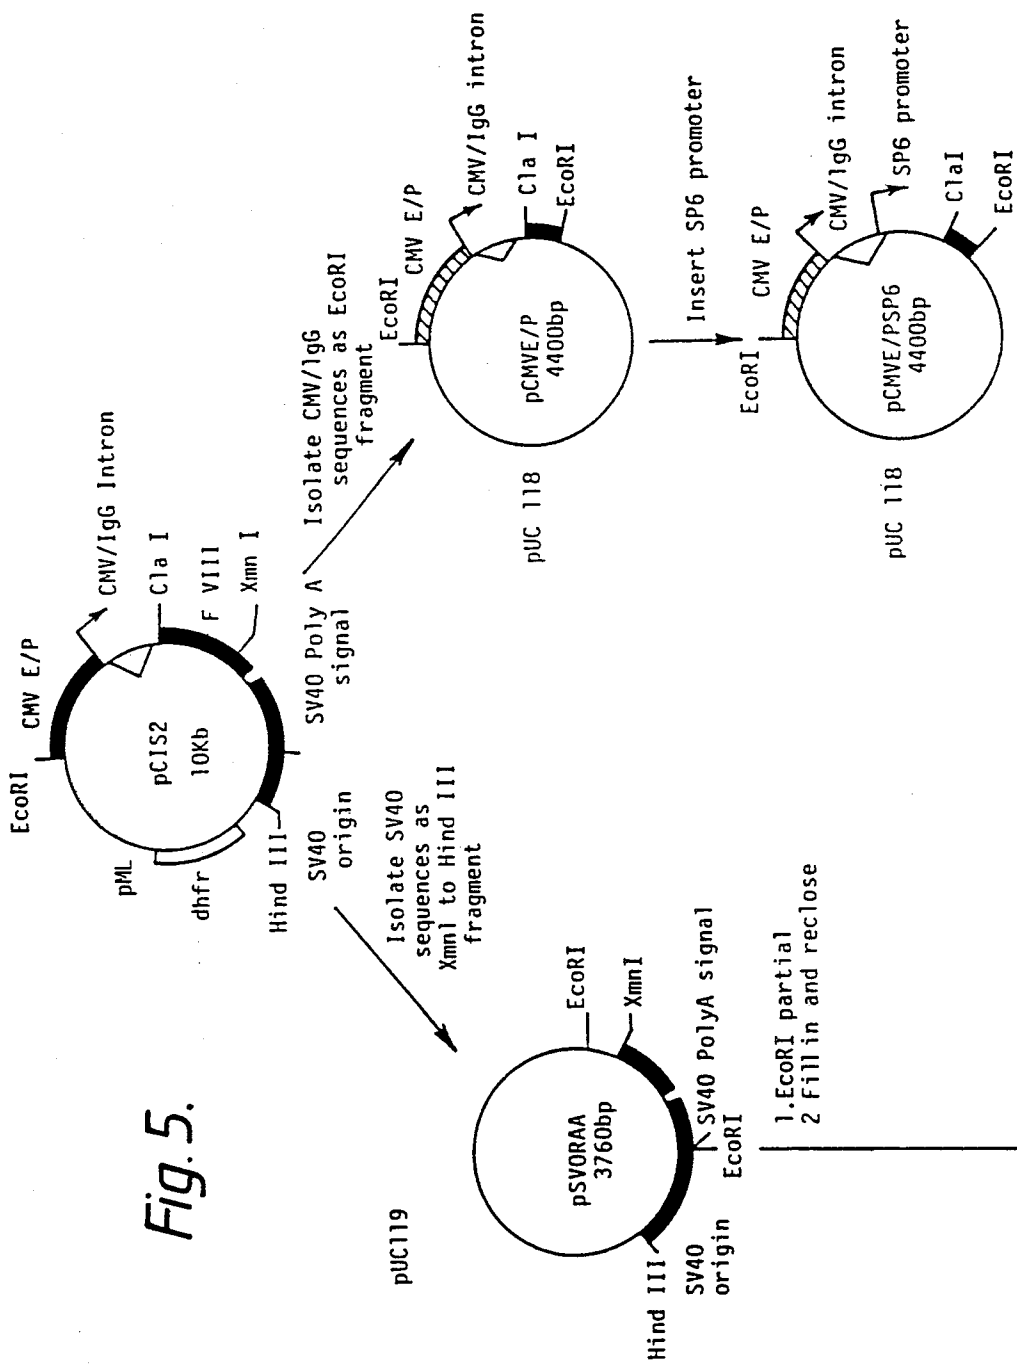 Fig. 5.
EcoRI
CMV E/P
CMV/IgG Intron
Cla I
F VIII
Xmn I
SV40 Poly A
signal
SV40
origin
Hind III
dhfr
pML
pCIS2
10Kb
Isolate SV40
sequences as
XmnI to Hind III
fragment
Isolate CMV/IgG
sequences as EcoRI
fragment
pUC119
pSVORAA
3760bp
EcoRI
XmnI
SV40 PolyA signal
EcoRI
Hind III
SV40
origin
1.EcoRI partial
2 Fill in and reclose
pUC 118
pCMVE/P
4400bp
EcoRI
CMV E/P
CMV/IgG intron
Cla I
EcoRI
Insert SP6 promoter
pUC 118
pCMVE/PSP6
4400bp
EcoRI
CMV E/P
CMV/IgG intron
SP6 promoter
ClaI
EcoRI